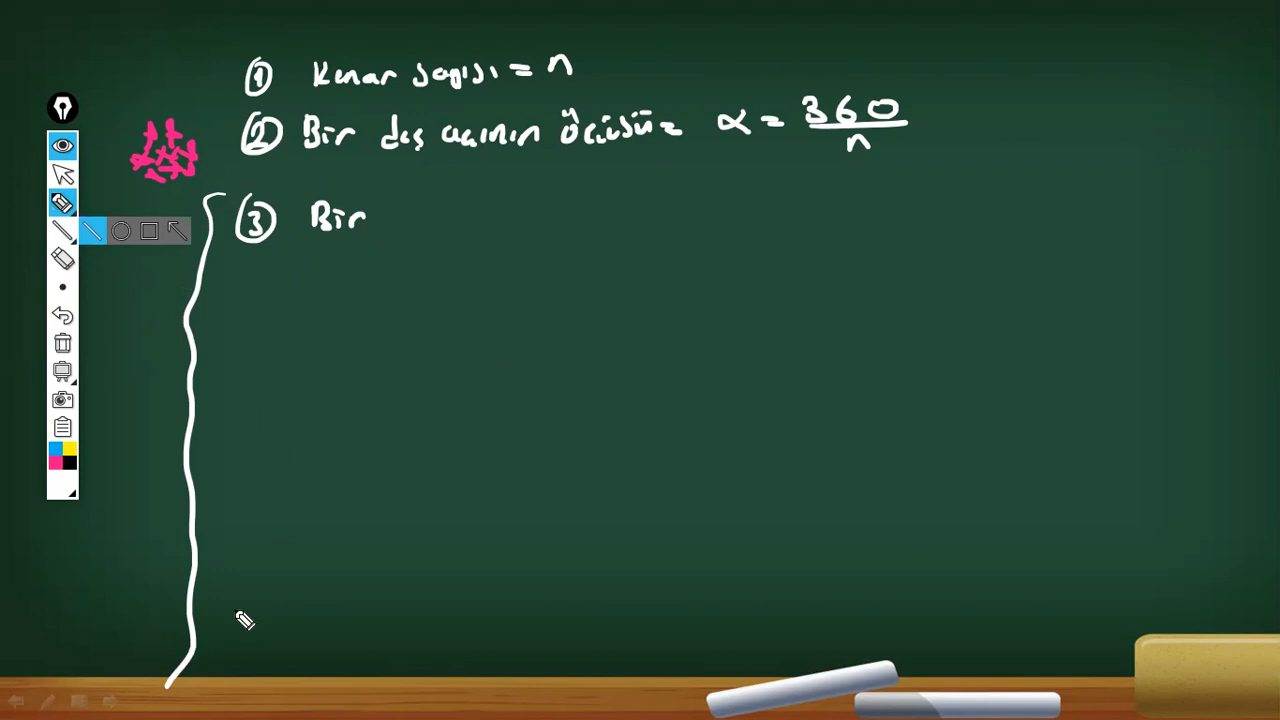 ① Kenar sayısı = n
② Bir dış açının ölçüsü = α = 360/n
③ Bir